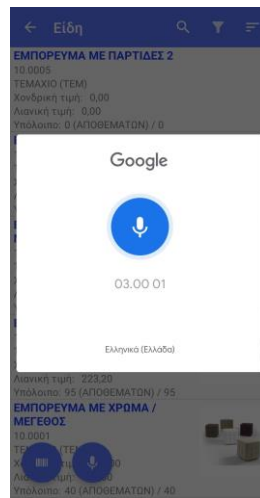 Είδη
ΕΜΠΟΡΕΥΜΑ ΜΕ ΠΑΡΤΙΔΕΣ 2
10.0005
ΤΕΜΑΧΙΟ (ΤΕΜ)
Χονδρική τιμή: 0,00
Λιανική τιμή: 0,00
Υπόλοιπο: 0 (ΑΠΟΘΕΜΑΤΩΝ) / 0
Google
03.00 01
Ελληνικά (Ελλάδα)
Λιανική τιμή: 223,20
Υπόλοιπο: 95 (ΑΠΟΘΕΜΑΤΩΝ) / 95
ΕΜΠΟΡΕΥΜΑ ΜΕ ΧΡΩΜΑ /
ΜΕΓΕΘΟΣ
10.0001
Υπόλοιπο: 40 (ΑΠΟΘΕΜΑΤΩΝ) / 40